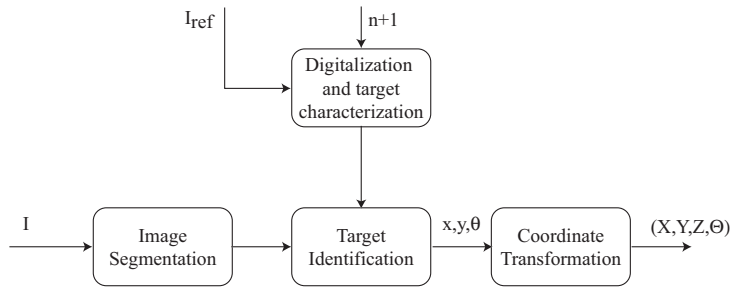 I_ref
n+1
Digitalization
and target
characterization
I
Image
Segmentation
Target
Identification
x,y,θ
Coordinate
Transformation
(X,Y,Z,Θ)